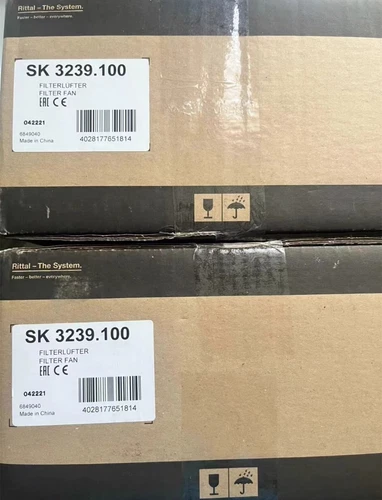 Rittal – The System.
Faster – better – everywhere.
SK 3239.100
FILTERLÜFTER
FILTER FAN
EAC CE
042221
6849040
Made in China
4028177651814
Rittal – The System.
Faster – better – everywhere.
SK 3239.100
FILTERLÜFTER
FILTER FAN
EAC CE
042221
6849040
Made in China
4028177651814